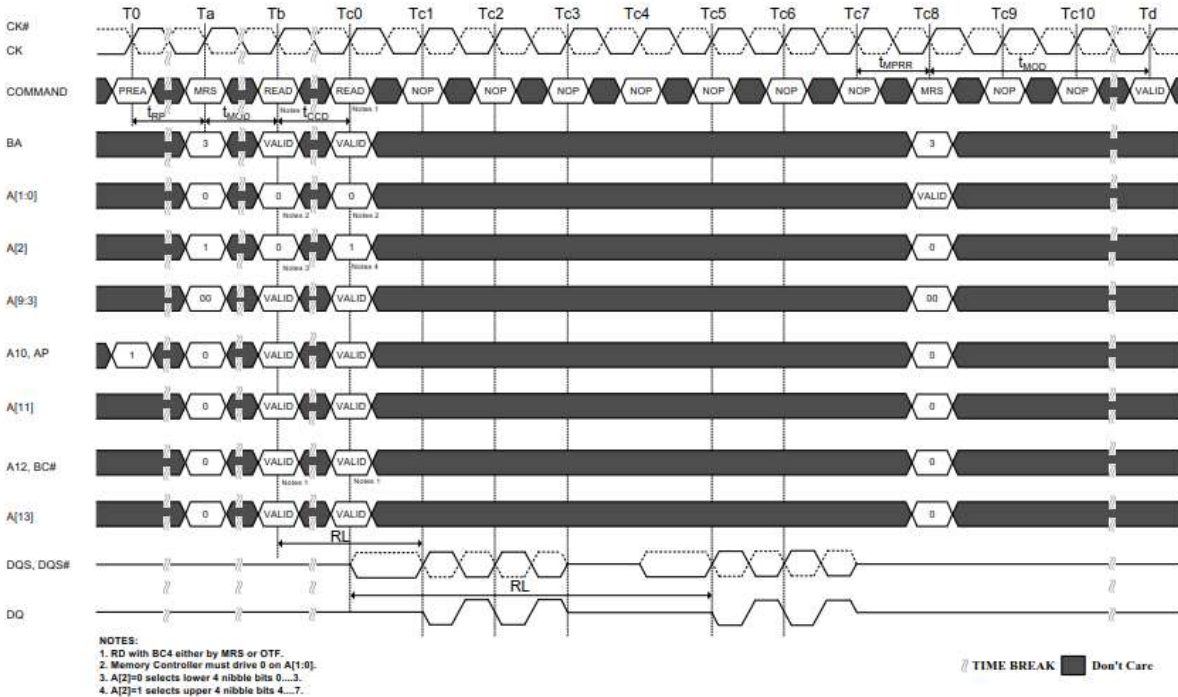 T0 Ta Tb Tc0 Tc1 Tc2 Tc3 Tc4 Tc5 Tc6 Tc7 Tc8 Tc9 Tc10 Td
CK#
CK
tMPRR tMOD
COMMAND PREA MRS READ READ NOP NOP NOP NOP NOP NOP NOP MRS NOP NOP VALID
Notes 1
tRP tMOD tCCD
BA 3 VALID VALID 3
A[1:0] 0 0 0 VALID
Notes 2 Notes 2
A[2] 1 0 1 0
Notes 3 Notes 4
A[9:3] 00 VALID VALID 00
A10, AP 1 0 VALID VALID 0
A[11] 0 VALID VALID 0
A12, BC# 0 VALID VALID 0
Notes 1 Notes 1
A[13] 0 VALID VALID 0
RL
DQS, DQS#
RL
DQ
NOTES:
1. RD with BC4 either by MRS or OTF.
2. Memory Controller must drive 0 on A[1:0].
3. A[2]=0 selects lower 4 nibble bits 0....3.
4. A[2]=1 selects upper 4 nibble bits 4....7.
TIME BREAK Don't Care